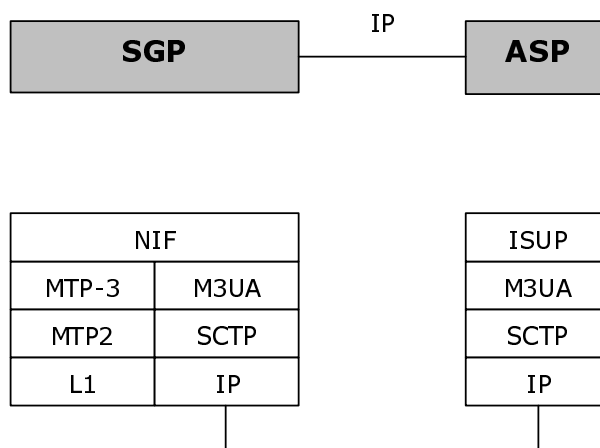 IP
SGP ASP
NIF ISUP
MTP-3 M3UA M3UA
MTP2 SCTP SCTP
L1 IP IP